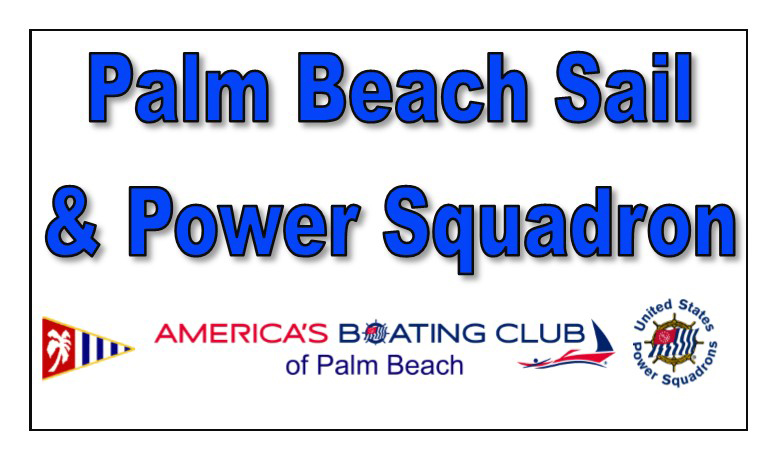 Palm Beach Sail
& Power Squadron
AMERICA'S BOATING CLUB
of Palm Beach
United States
Power Squadrons